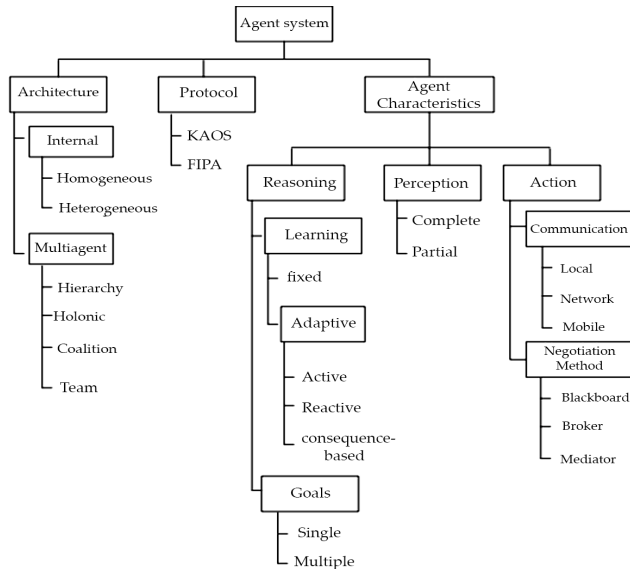 Agent system
Architecture
Protocol
Agent
Characteristics
Internal
Homogeneous
Heterogeneous
Multiagent
Hierarchy
Holonic
Coalition
Team
KAOS
FIPA
Reasoning
Learning
fixed
Adaptive
Active
Reactive
consequence-
based
Goals
Single
Multiple
Perception
Complete
Partial
Action
Communication
Local
Network
Mobile
Negotiation
Method
Blackboard
Broker
Mediator